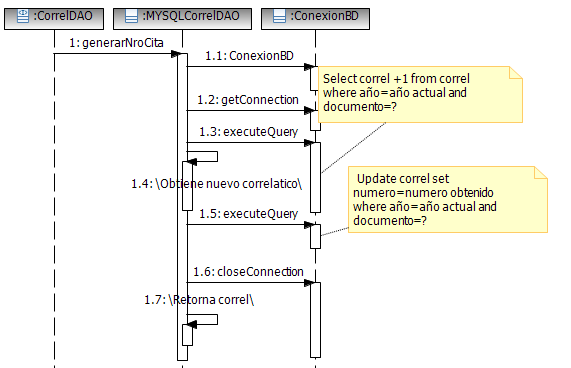 :CorrelDAO
:MYSQLCorrelDAO
:ConexionBD
1: generarNroCita
1.1: ConexionBD
Select correl +1 from correl
where año=año actual and
documento=?
1.2: getConnection
1.3: executeQuery
1.4: \Obtiene nuevo correlatico\
Update correl set
numero=numero obtenido
where año=año actual and
documento=?
1.5: executeQuery
1.6: closeConnection
1.7: \Retorna correl\